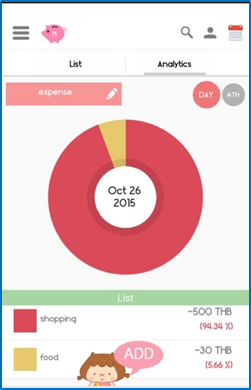 List Analytics
expense DAY MTH
Oct 26
2015
List
shopping -500 THB
(94.34 %)
food -30 THB
(5.66 %)
ADD